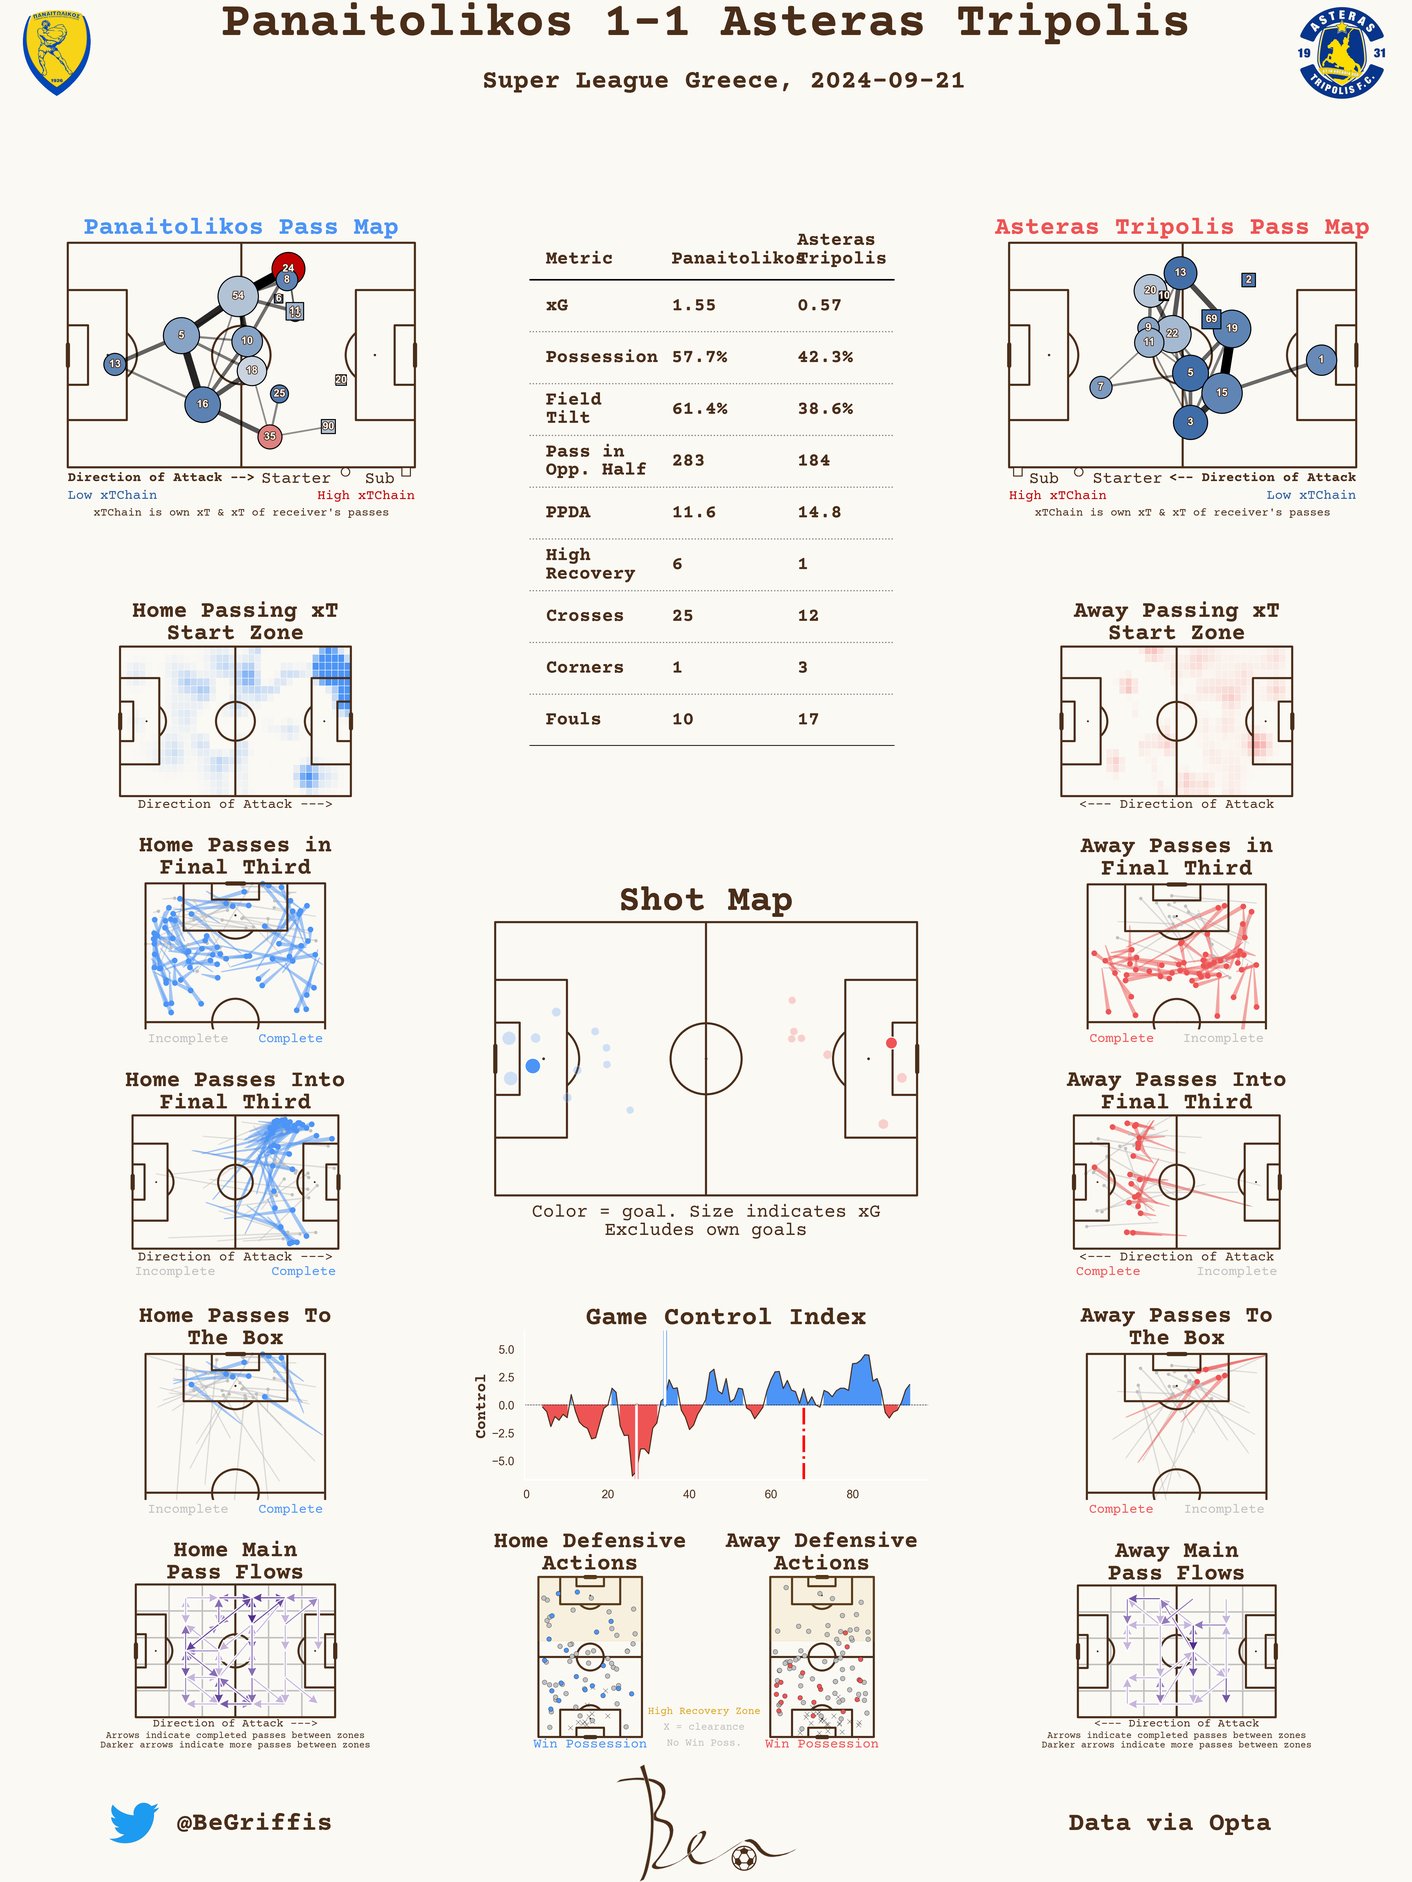 Panaitolikos 1-1 Asteras Tripolis
Super League Greece, 2024-09-21
ΠΑΝΑΙΤΩΛΙΚΟΣ
1926
ASTERAS
19 31
TRIPOLIS F.C.
Panaitolikos Pass Map
24
8
54
6
11
5
10
13
18
20
25
16
35
90
Direction of Attack --> Starter Sub
Low xTChain High xTChain
xTChain is own xT & xT of receiver's passes
Metric Panaitolikos Asteras
Tripolis
xG 1.55 0.57
Possession 57.7% 42.3%
Field
Tilt 61.4% 38.6%
Pass in
Opp. Half 283 184
PPDA 11.6 14.8
High
Recovery 6 1
Crosses 25 12
Corners 1 3
Fouls 10 17
Asteras Tripolis Pass Map
13
2
20
10
69
9
22
19
11
1
5
7
15
3
Sub Starter <-- Direction of Attack
High xTChain Low xTChain
xTChain is own xT & xT of receiver's passes
Home Passing xT
Start Zone
Direction of Attack --->
Away Passing xT
Start Zone
<--- Direction of Attack
Home Passes in
Final Third
Incomplete Complete
Away Passes in
Final Third
Complete Incomplete
Shot Map
Color = goal. Size indicates xG
Excludes own goals
Home Passes Into
Final Third
Direction of Attack --->
Incomplete Complete
Away Passes Into
Final Third
<--- Direction of Attack
Complete Incomplete
Home Passes To
The Box
Incomplete Complete
Game Control Index
Control
5.0
2.5
0.0
−2.5
−5.0
0 20 40 60 80
Away Passes To
The Box
Complete Incomplete
Home Main
Pass Flows
Direction of Attack --->
Arrows indicate completed passes between zones
Darker arrows indicate more passes between zones
Home Defensive
Actions
Win Possession
High Recovery Zone
X = clearance
No Win Poss.
Away Defensive
Actions
Win Possession
Away Main
Pass Flows
<--- Direction of Attack
Arrows indicate completed passes between zones
Darker arrows indicate more passes between zones
@BeGriffis
Ben
Data via Opta